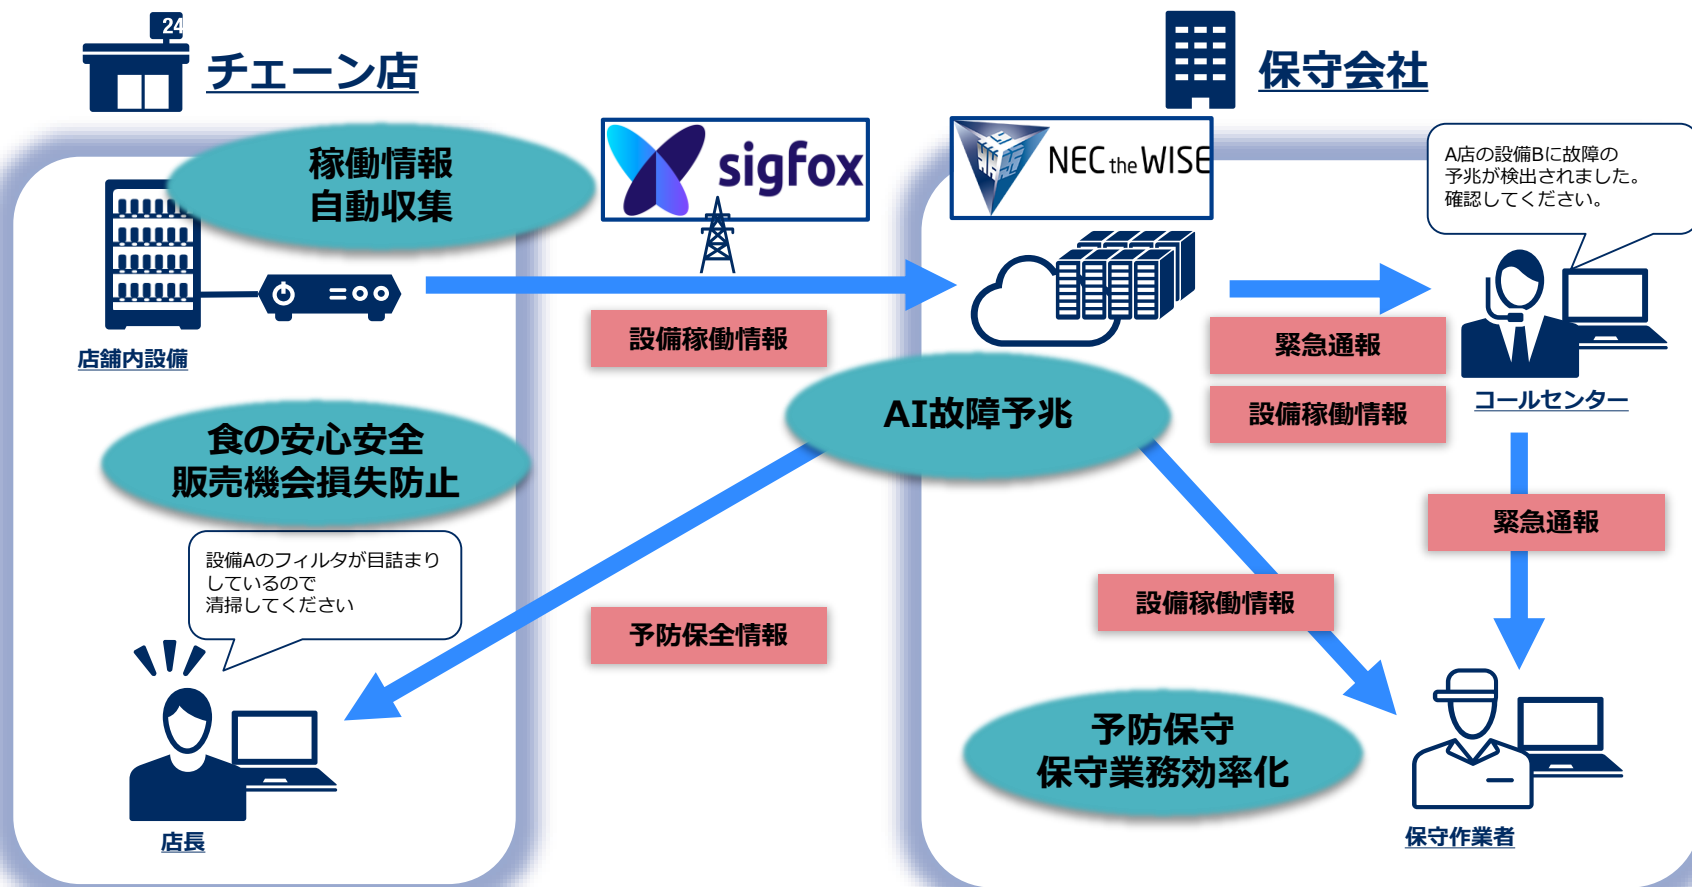 24
チェーン店
保守会社
稼働情報
自動収集
sigfox
NEC the WISE
A店の設備Bに故障の
予兆が検出されました。
確認してください。
店舗内設備
設備稼働情報
緊急通報
設備稼働情報
コールセンター
AI故障予兆
食の安心安全
販売機会損失防止
緊急通報
設備Aのフィルタが目詰まり
しているので
清掃してください
設備稼働情報
予防保全情報
予防保守
保守業務効率化
店長
保守作業者